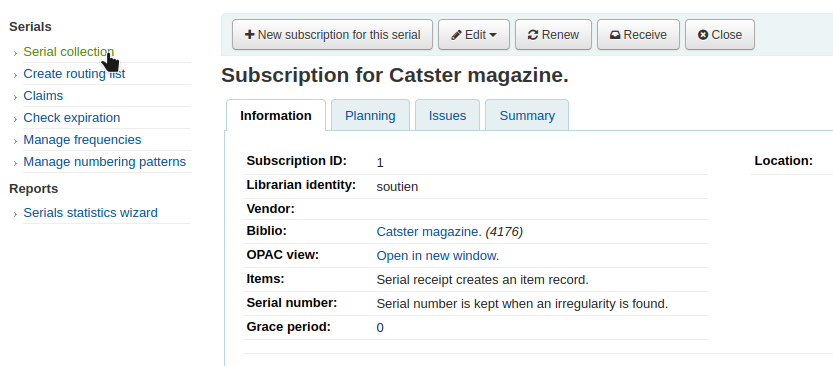 Serials
Serial collection
Create routing list
Claims
Check expiration
Manage frequencies
Manage numbering patterns
Reports
Serials statistics wizard
New subscription for this serial Edit Renew Receive Close
Subscription for Catster magazine.
Information Planning Issues Summary
Subscription ID: 1 Location:
Librarian identity: soutien
Vendor:
Biblio: Catster magazine. (4176)
OPAC view: Open in new window.
Items: Serial receipt creates an item record.
Serial number: Serial number is kept when an irregularity is found.
Grace period: 0